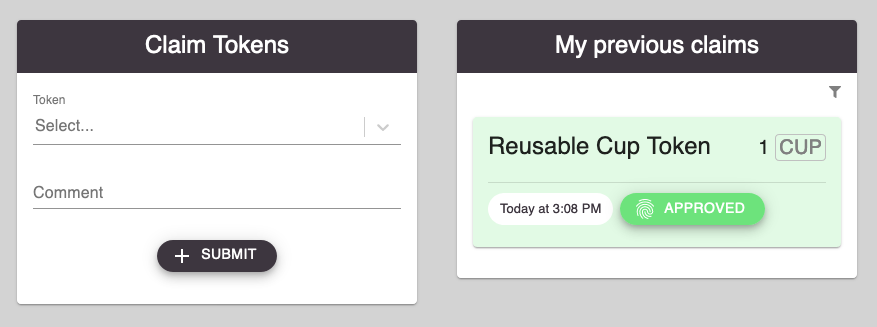 Claim Tokens
Token
Select...
Comment
SUBMIT
My previous claims
Reusable Cup Token 1 CUP
Today at 3:08 PM APPROVED